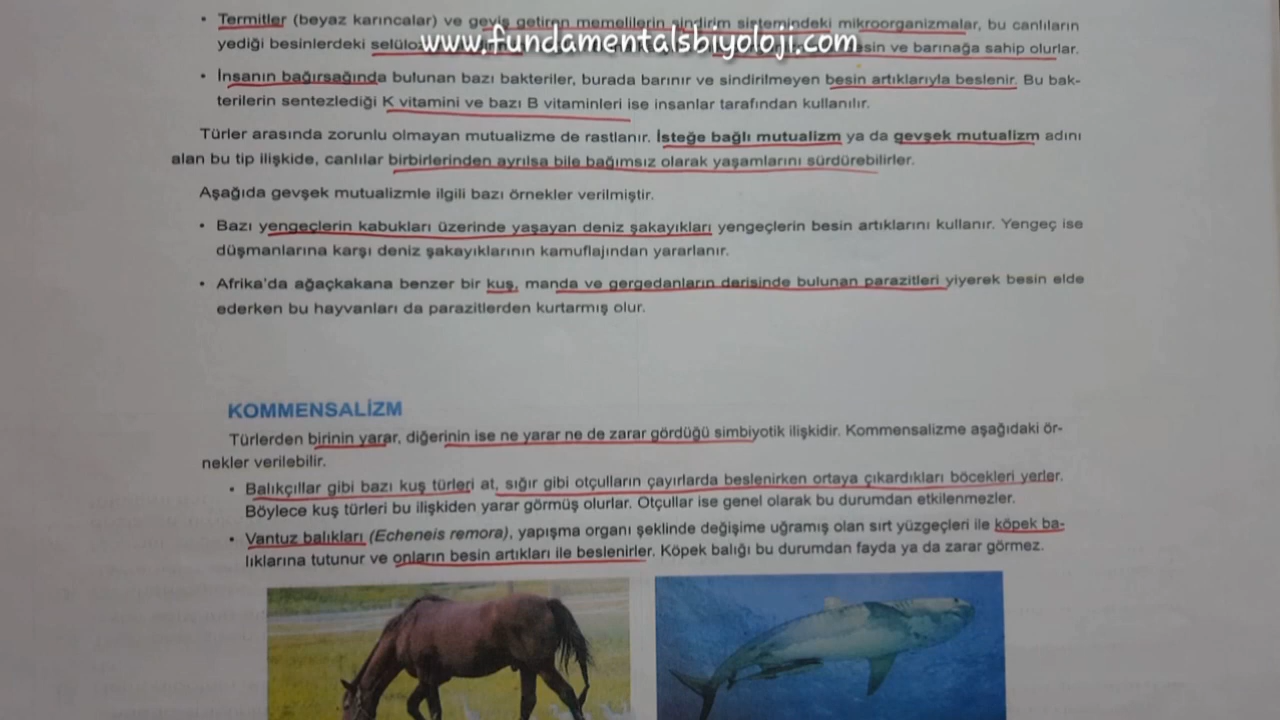 • Termitler (beyaz karıncalar) ve geviş getiren memelilerin sindirim sistemindeki mikroorganizmalar, bu canlıların
www.fundamentalsbiyoloji.com
yediği besinlerdeki besin ve barınağa sahip olurlar.
• İnsanın bağırsağında bulunan bazı bakteriler, burada barınır ve sindirilmeyen besin artıklarıyla beslenir. Bu bak-
terilerin sentezlediği K vitamini ve bazı B vitaminleri ise insanlar tarafından kullanılır.
Türler arasında zorunlu olmayan mutualizme de rastlanır. İsteğe bağlı mutualizm ya da gevşek mutualizm adını
alan bu tip ilişkide, canlılar birbirlerinden ayrılsa bile bağımsız olarak yaşamlarını sürdürebilirler.
Aşağıda gevşek mutualizmle ilgili bazı örnekler verilmiştir.
• Bazı yengeçlerin kabukları üzerinde yaşayan deniz şakayıkları yengeçlerin besin artıklarını kullanır. Yengeç ise
düşmanlarına karşı deniz şakayıklarının kamuflajından yararlanır.
• Afrika'da ağaçkakana benzer bir kuş, manda ve gergedanların derisinde bulunan parazitleri yiyerek besin elde
ederken bu hayvanları da parazitlerden kurtarmış olur.
KOMMENSALİZM
Türlerden birinin yarar, diğerinin ise ne yarar ne de zarar gördüğü simbiyotik ilişkidir. Kommensalizme aşağıdaki ör-
nekler verilebilir.
• Balıkçıllar gibi bazı kuş türleri at, sığır gibi otçulların çayırlarda beslenirken ortaya çıkardıkları böcekleri yerler.
Böylece kuş türleri bu ilişkiden yarar görmüş olurlar. Otçullar ise genel olarak bu durumdan etkilenmezler.
• Vantuz balıkları (Echeneis remora), yapışma organı şeklinde değişime uğramış olan sırt yüzgeçleri ile köpek ba-
lıklarına tutunur ve onların besin artıkları ile beslenirler. Köpek balığı bu durumdan fayda ya da zarar görmez.